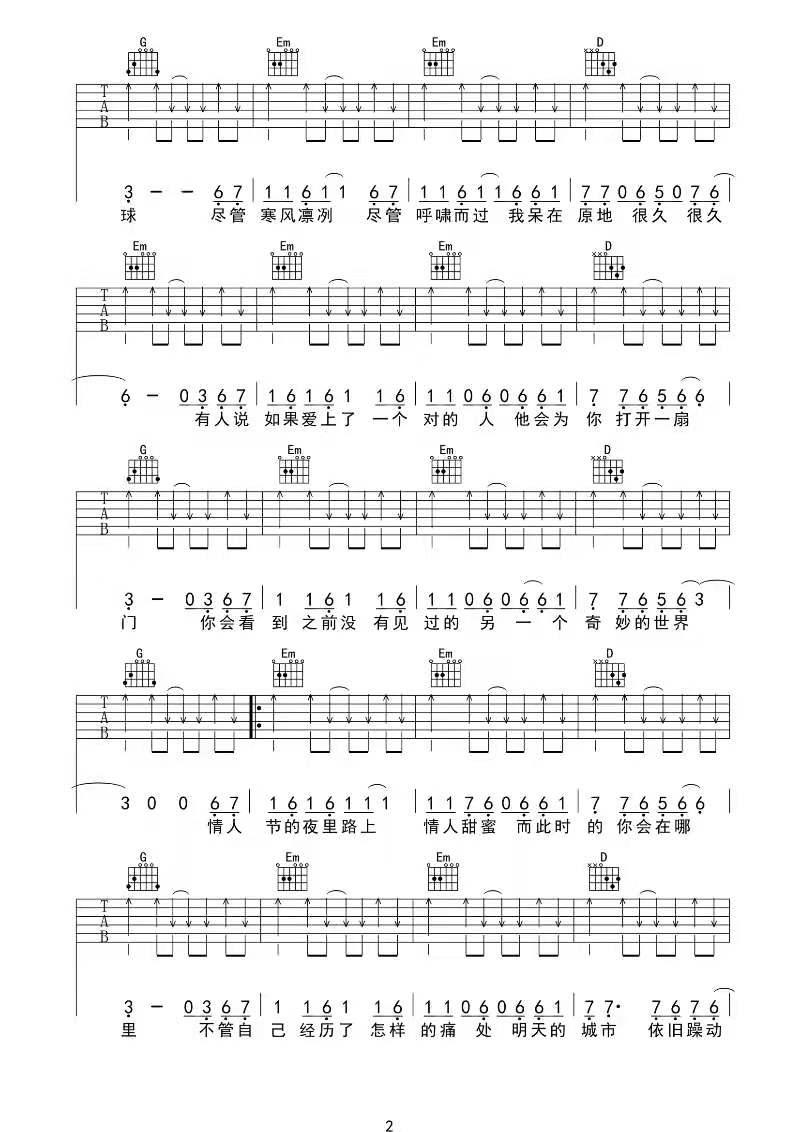 G Em Em D
T
A
B
3 - - 6 7 1 1 6 1 1 6 7 1 1 6 1 1 6 6 1 7 7 0 6 5 0 7 6
球 尽管 寒风凛冽 尽管 呼啸而过 我呆在 原地 很久 很久
Em Em Em D
T
A
B
6 - 0 3 6 7 1 6 1 6 1 1 6 1 1 0 6 0 6 6 1 7 7 6 5 6 6
有人说 如果爱上了 一个 对的 人 他会为 你 打开一扇
G Em Em D
T
A
B
3 - 0 3 6 7 1 1 6 1 1 6 1 1 0 6 0 6 6 1 7 7 6 5 6 3
门 你会看 到 之前没 有见 过的 另 一 个 奇 妙的世界
G Em Em D
T
A
B
3 0 0 6 7 1 6 1 6 1 1 1 1 1 7 6 0 6 6 1 7 7 6 5 6 6
情人 节的夜里路上 情人甜蜜 而此时 的 你会在哪
G Em Em D
T
A
B
3 - 0 3 6 7 1 1 6 1 1 6 1 1 0 6 0 6 6 1 7 7· 7 6 7 6
里 不管自 己 经历了 怎样 的痛 处 明天的 城市 依旧躁动
2